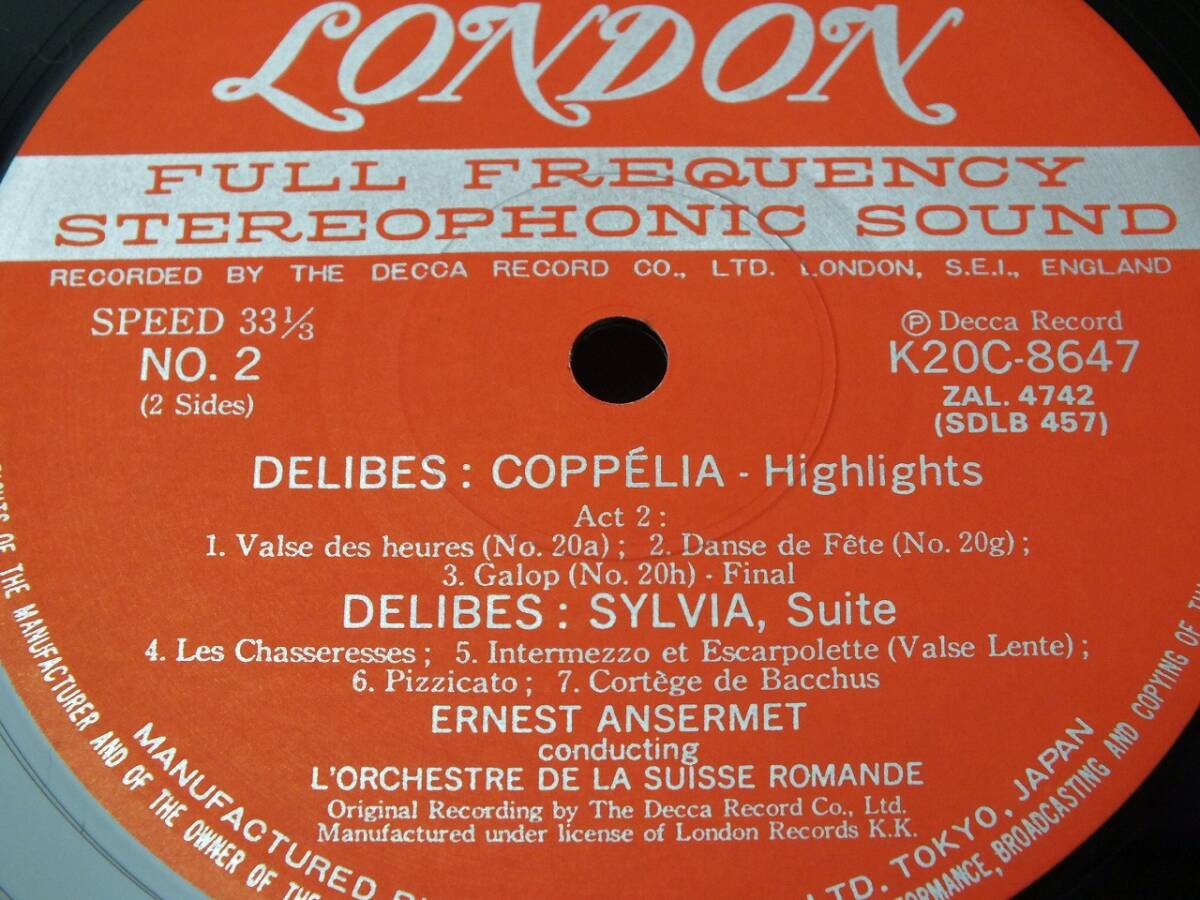 LONDON
FULL FREQUENCY
STEREOPHONIC SOUND
RECORDED BY THE DECCA RECORD CO., LTD. LONDON, S.E.I., ENGLAND
SPEED 33⅓
NO. 2
(2 Sides)
Ⓟ Decca Record
K20C-8647
ZAL. 4742
(SDLB 457)
DELIBES : COPPÉLIA - Highlights
Act 2 :
1. Valse des heures (No. 20a) ; 2. Danse de Fête (No. 20g) ;
3. Galop (No. 20h) - Final
DELIBES : SYLVIA, Suite
4. Les Chasseresses ; 5. Intermezzo et Escarpolette (Valse Lente) ;
6. Pizzicato ; 7. Cortège de Bacchus
ERNEST ANSERMET
conducting
L'ORCHESTRE DE LA SUISSE ROMANDE
Original Recording by The Decca Record Co., Ltd.
Manufactured under license of London Records K.K.
MANUFACTURED LTD. TOKYO, JAPAN
OF THE MANUFACTURER AND OF THE OWNER OF BROADCASTING AND COPYING OF